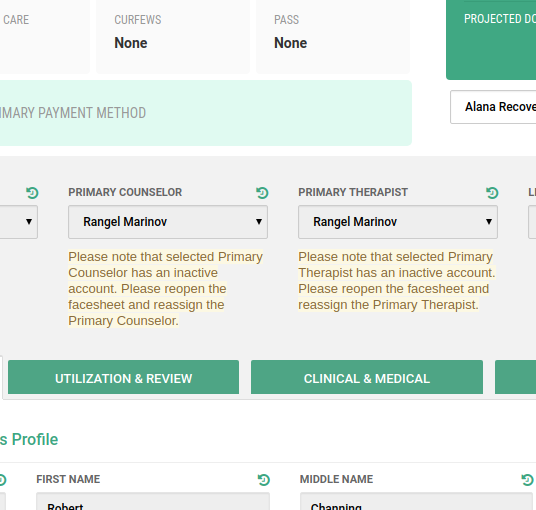 CARE CURFEWS PASS PROJECTED
None None
PRIMARY PAYMENT METHOD
Alana
PRIMARY COUNSELOR PRIMARY THERAPIST
Rangel Marinov Rangel Marinov
Please note that selected Primary
Counselor has an inactive
account. Please reopen the
facesheet and reassign the
Primary Counselor.
Please note that selected Primary
Therapist has an inactive account.
Please reopen the facesheet and
reassign the Primary Therapist.
UTILIZATION & REVIEW CLINICAL & MEDICAL
s Profile
FIRST NAME MIDDLE NAME
Robert Channing